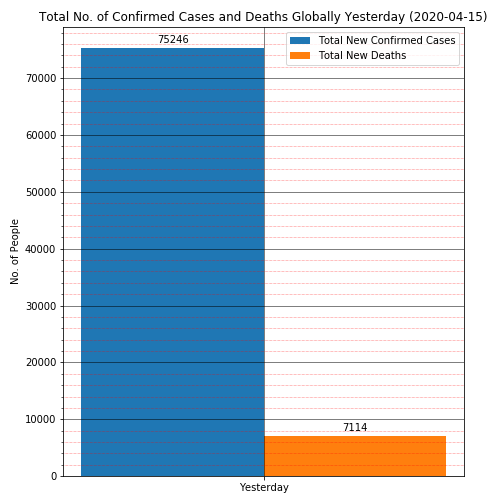 Total No. of Confirmed Cases and Deaths Globally Yesterday (2020-04-15)
75246
Total New Confirmed Cases
Total New Deaths
70000
60000
50000
40000
30000
20000
10000
0
No. of People
7114
Yesterday